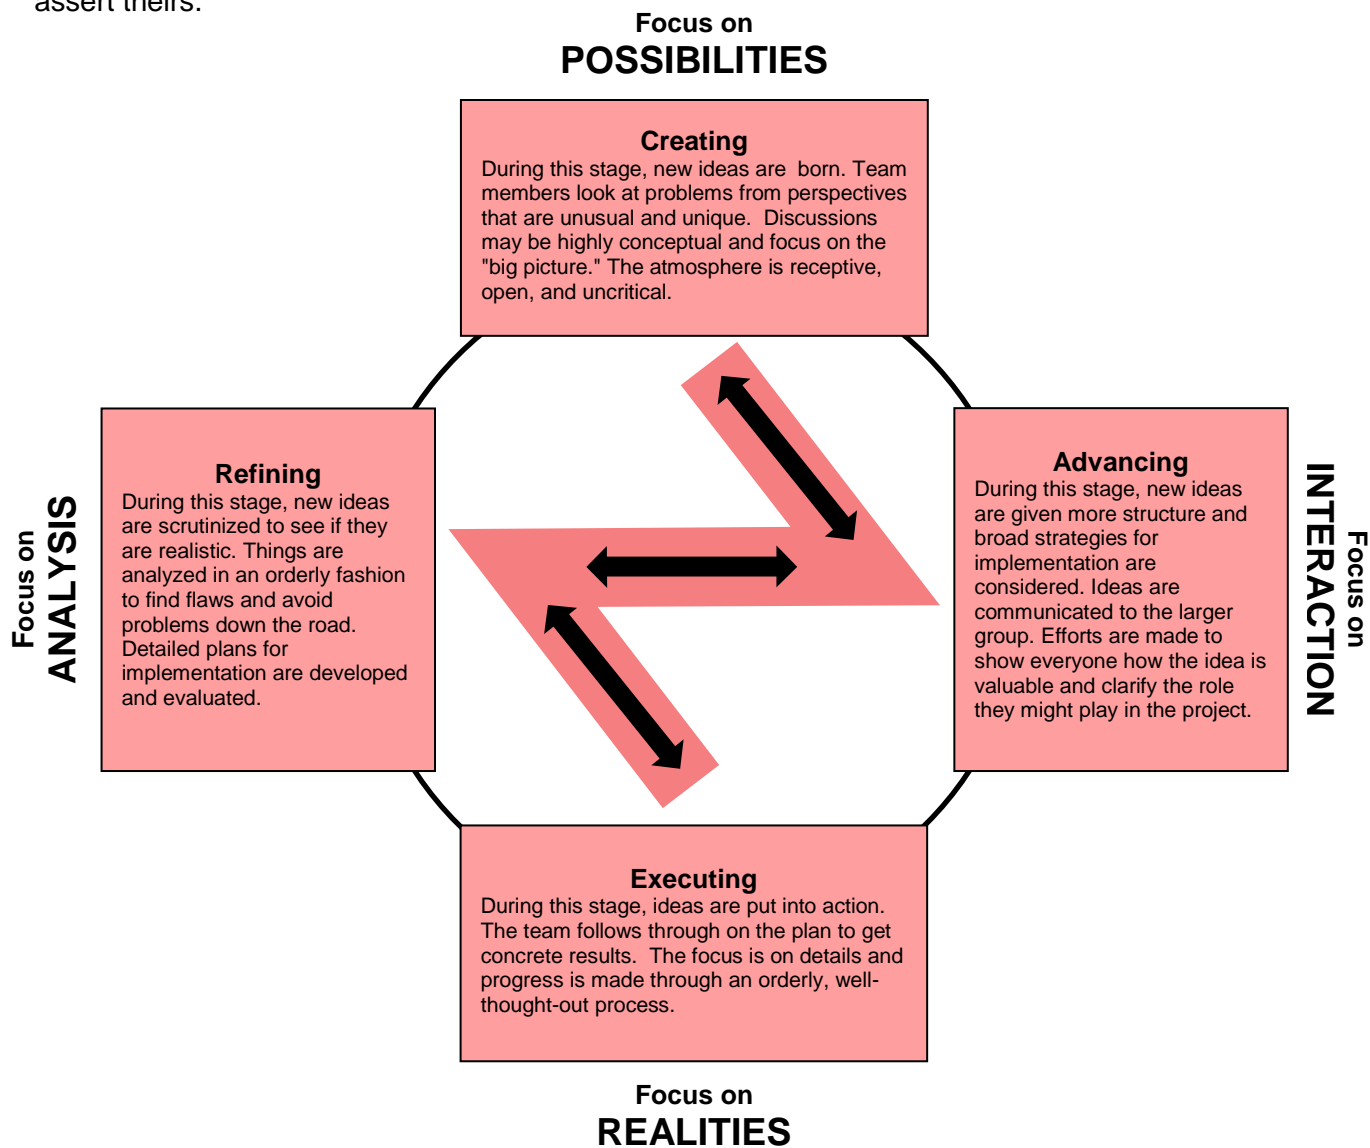 assert theirs.
Focus on
POSSIBILITIES
Creating
During this stage, new ideas are  born. Team
members look at problems from perspectives
that are unusual and unique.  Discussions
may be highly conceptual and focus on the
"big picture." The atmosphere is receptive,
open, and uncritical.
Focus on
ANALYSIS
Refining
During this stage, new ideas
are scrutinized to see if they
are realistic. Things are
analyzed in an orderly fashion
to find flaws and avoid
problems down the road.
Detailed plans for
implementation are developed
and evaluated.
Advancing
During this stage, new ideas
are given more structure and
broad strategies for
implementation are
considered. Ideas are
communicated to the larger
group. Efforts are made to
show everyone how the idea is
valuable and clarify the role
they might play in the project.
Focus on
INTERACTION
Executing
During this stage, ideas are put into action.
The team follows through on the plan to get
concrete results.  The focus is on details and
progress is made through an orderly, well-
thought-out process.
Focus on
REALITIES